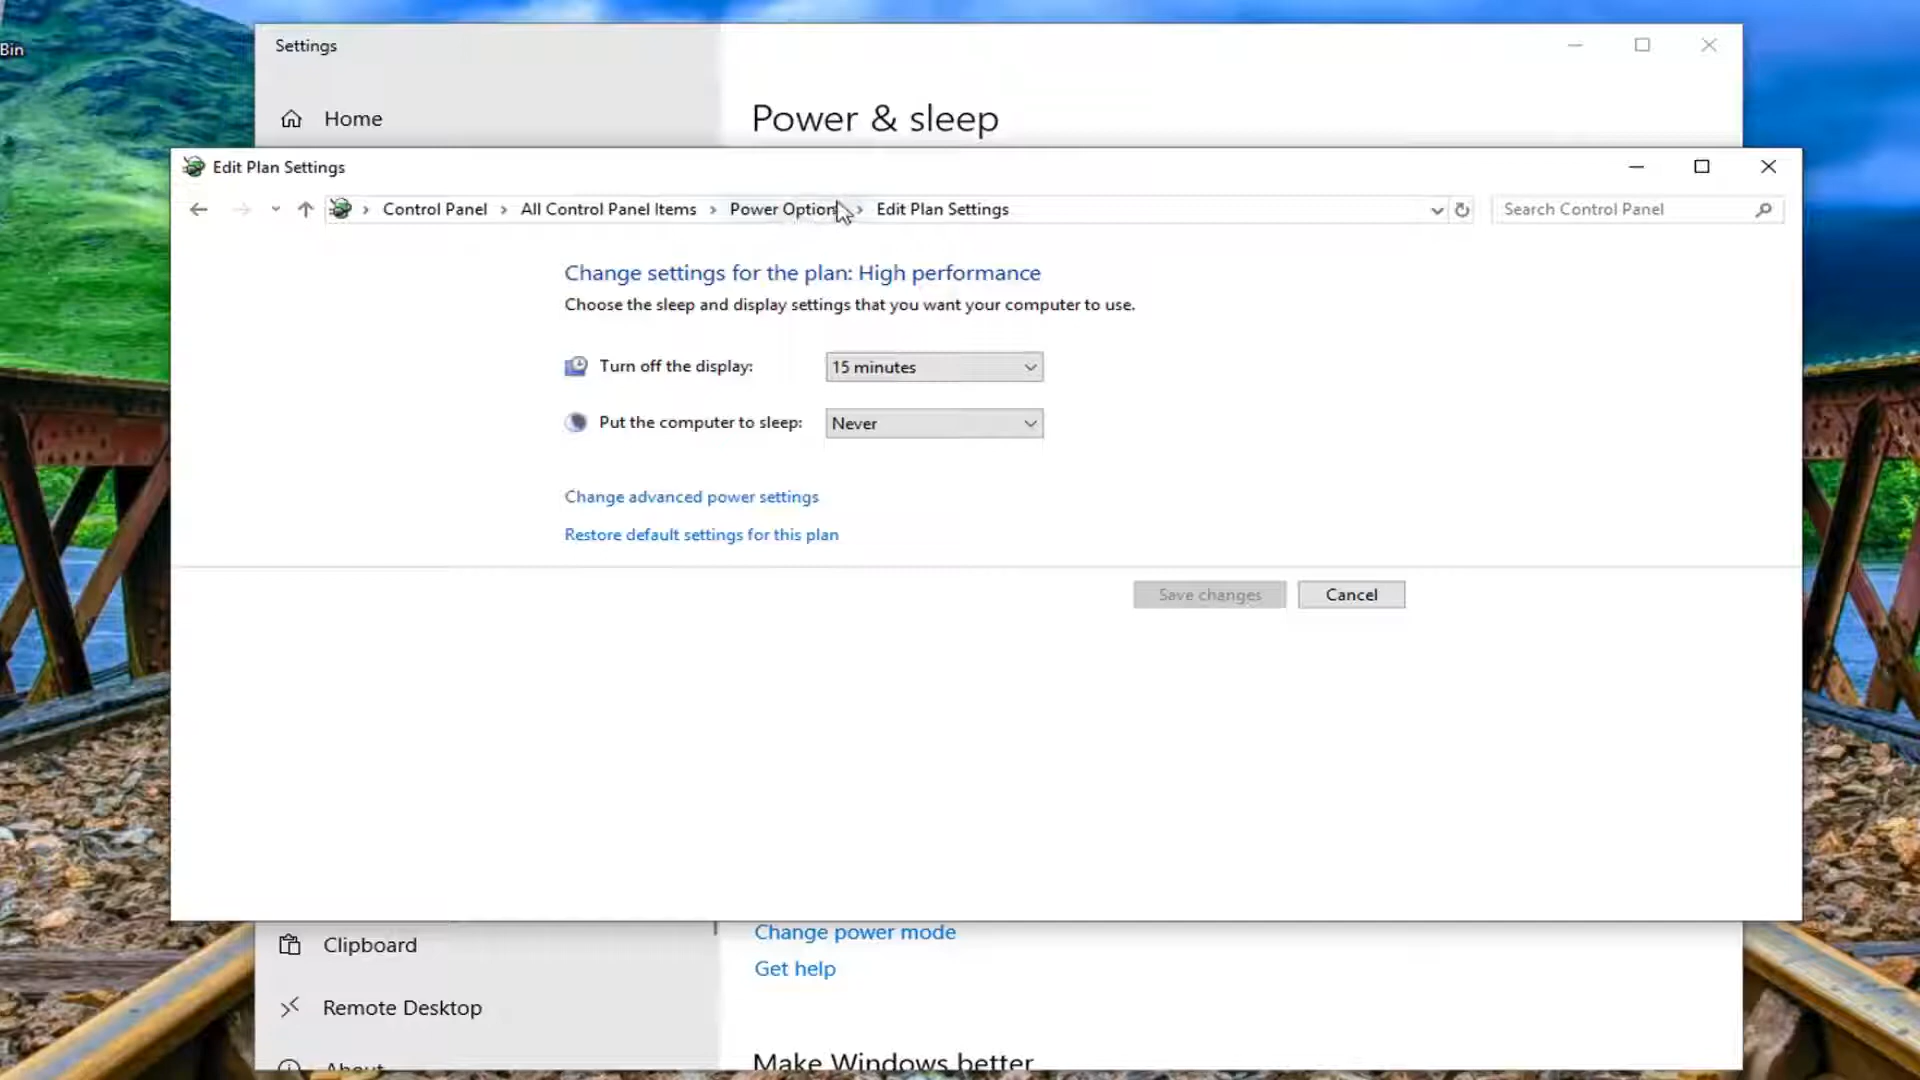 Bin
Settings
Home
Power & sleep
Edit Plan Settings
Control Panel > All Control Panel Items > Power Option > Edit Plan Settings
Search Control Panel
Change settings for the plan: High performance
Choose the sleep and display settings that you want your computer to use.
Turn off the display: 15 minutes
Put the computer to sleep: Never
Change advanced power settings
Restore default settings for this plan
Save changes Cancel
Clipboard
Change power mode
Get help
Remote Desktop
About
Make Windows better